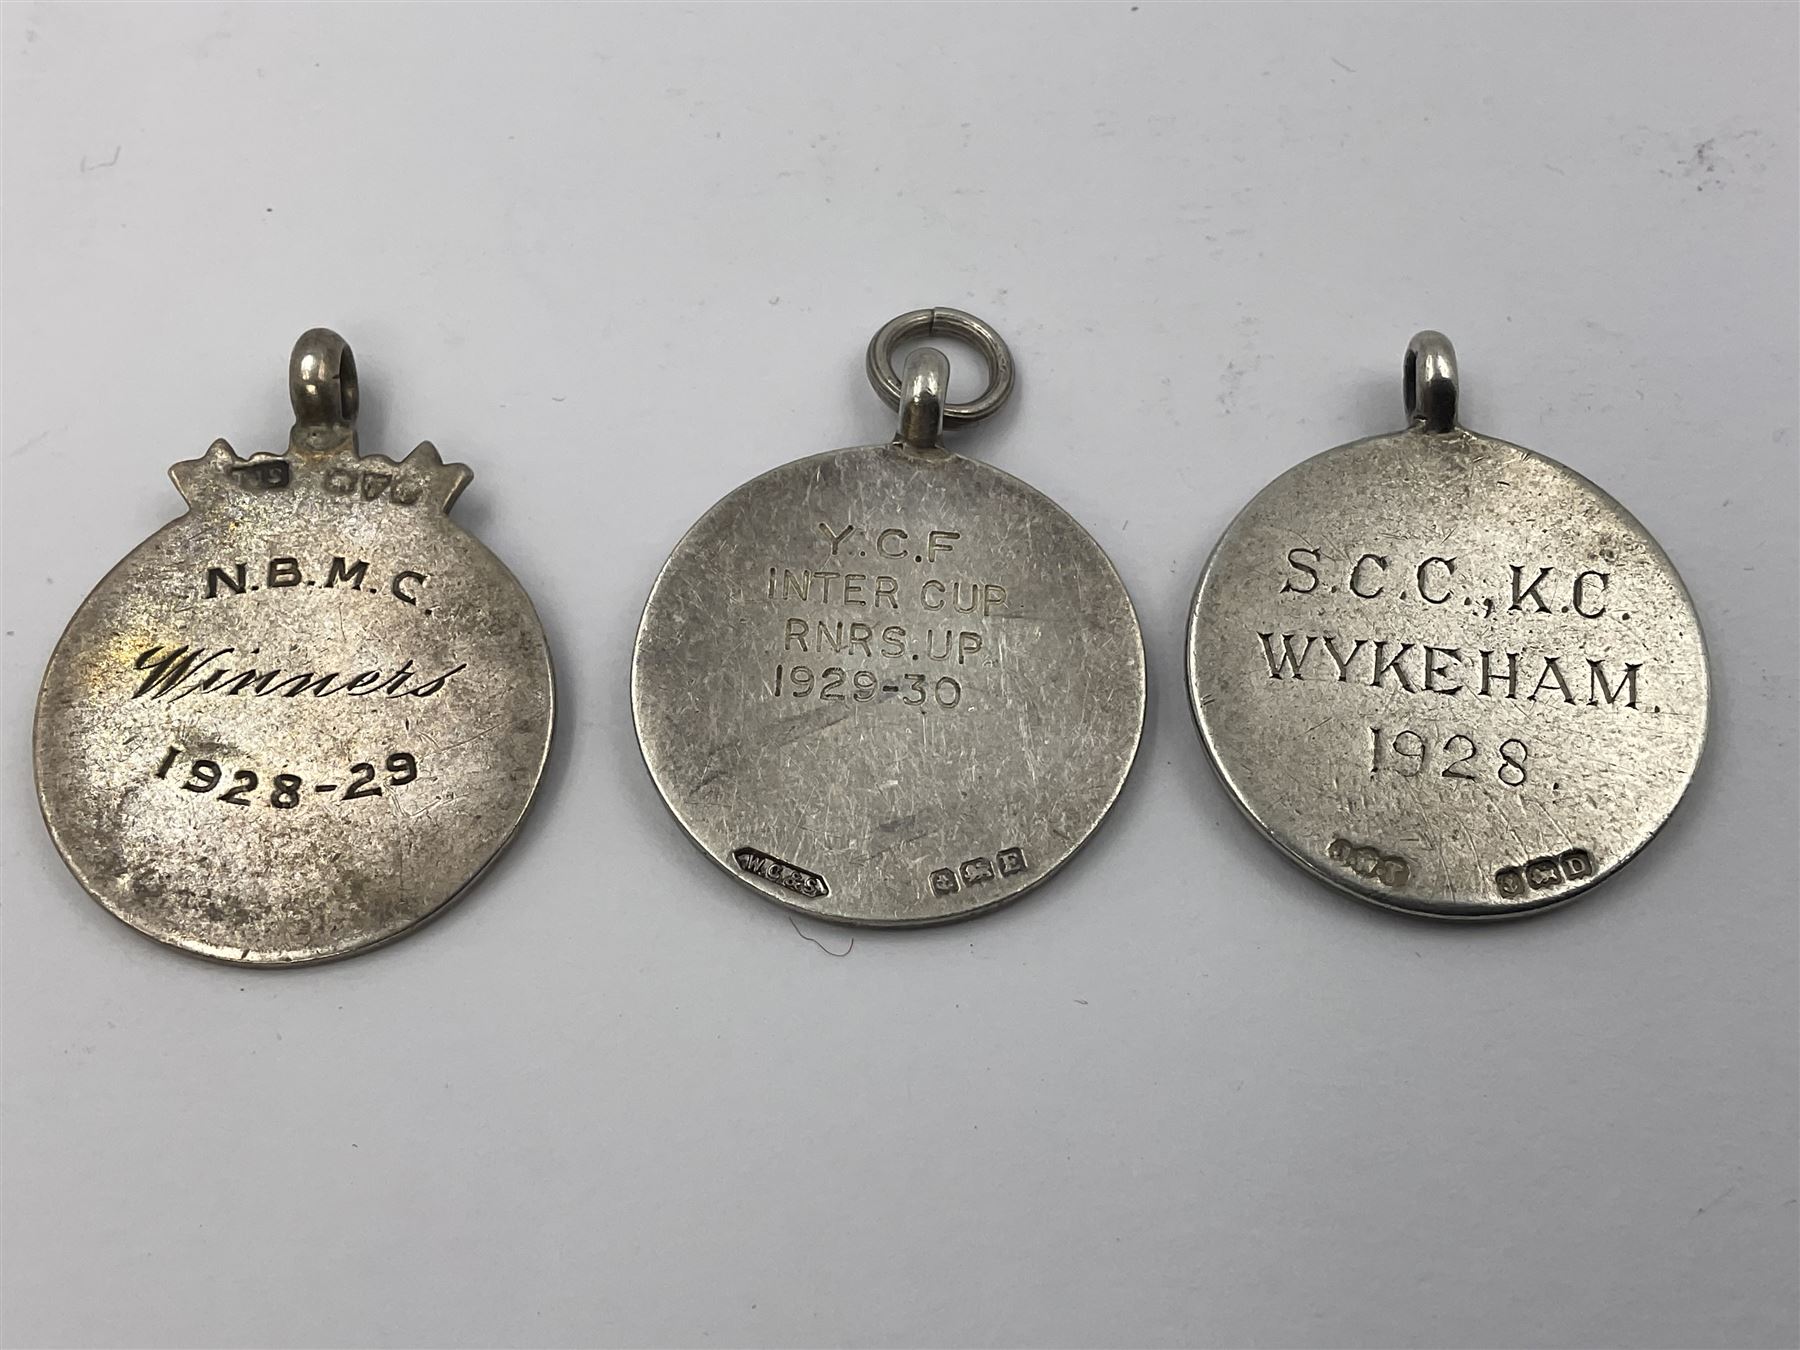 N.B.M.C.
Winners
1928-29
Y.C.F
INTER CUP
RNRS.UP.
1929-30
W.C&S
E
S.C.C., K.C.
WYKEHAM.
1928.
J.W.T
D